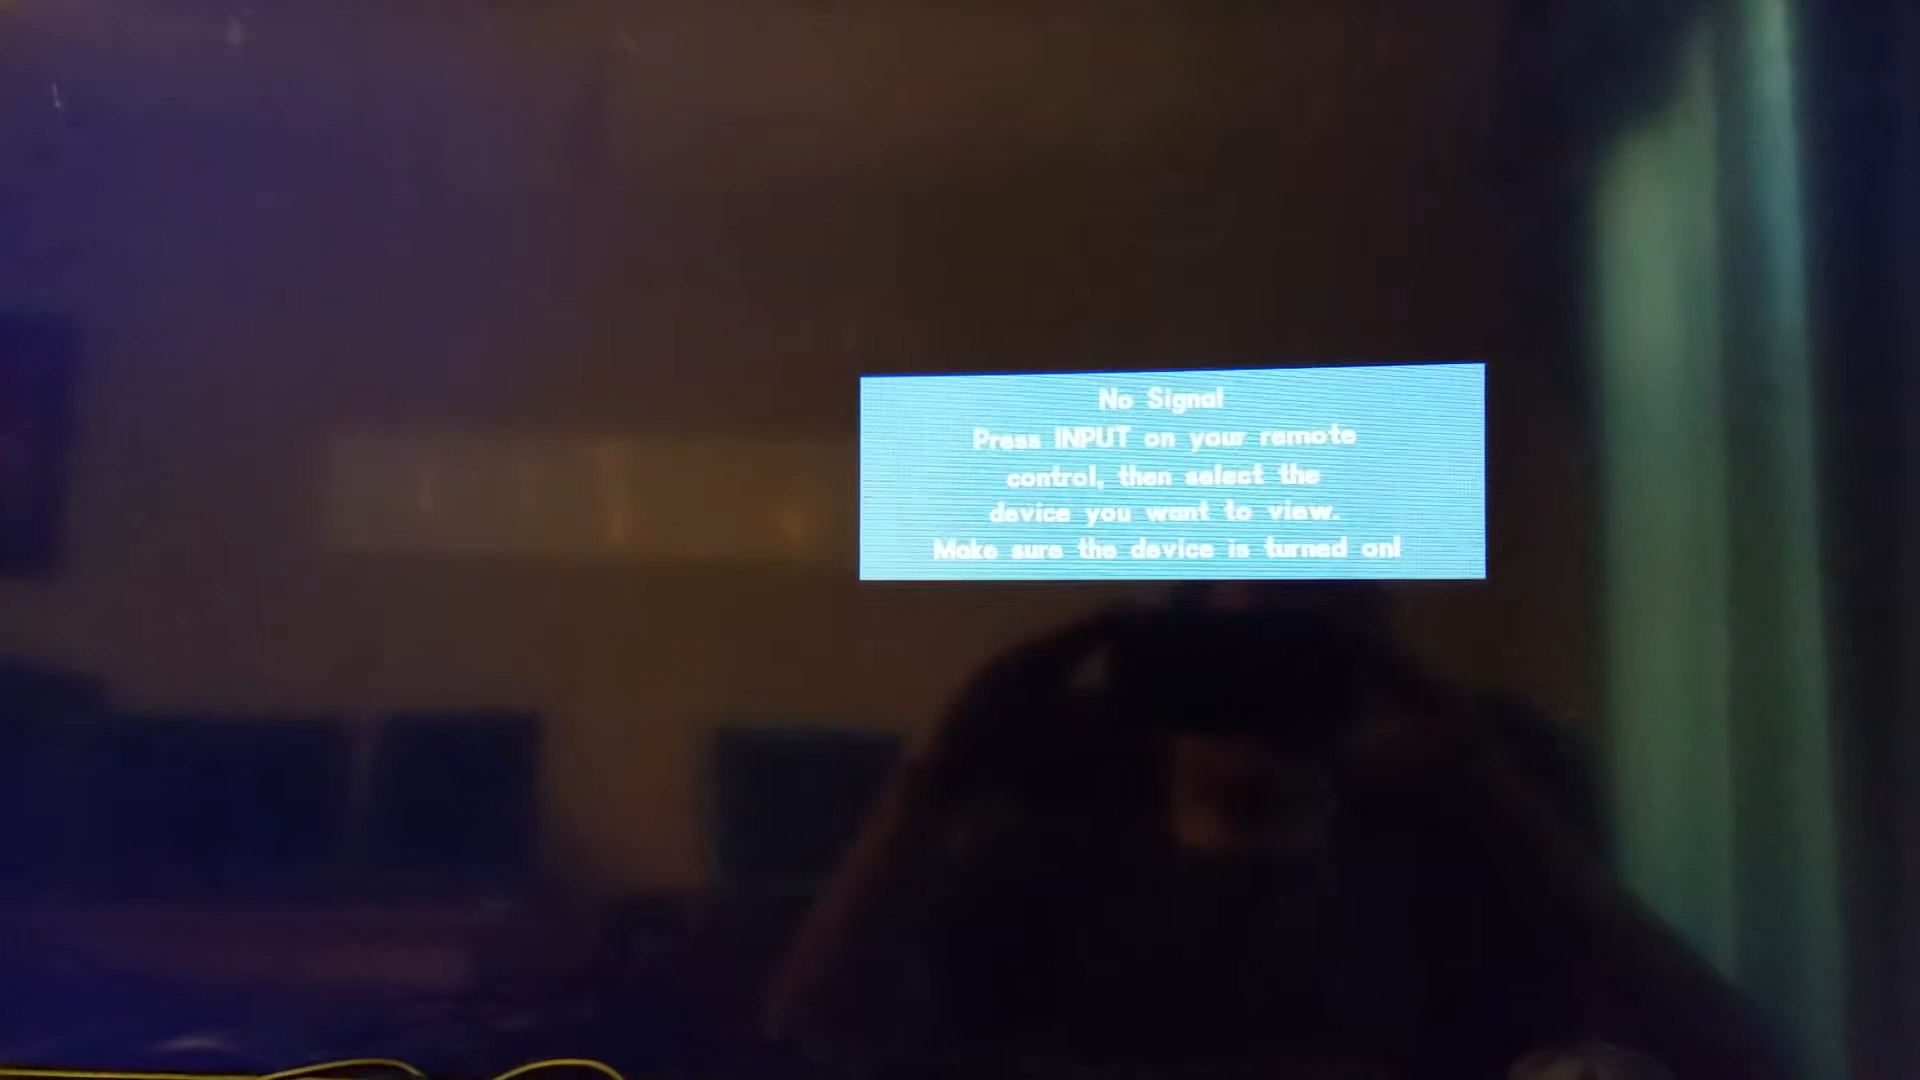 No Signal
Press INPUT on your remote
control, then select the
device you want to view.
Make sure the device is turned on!